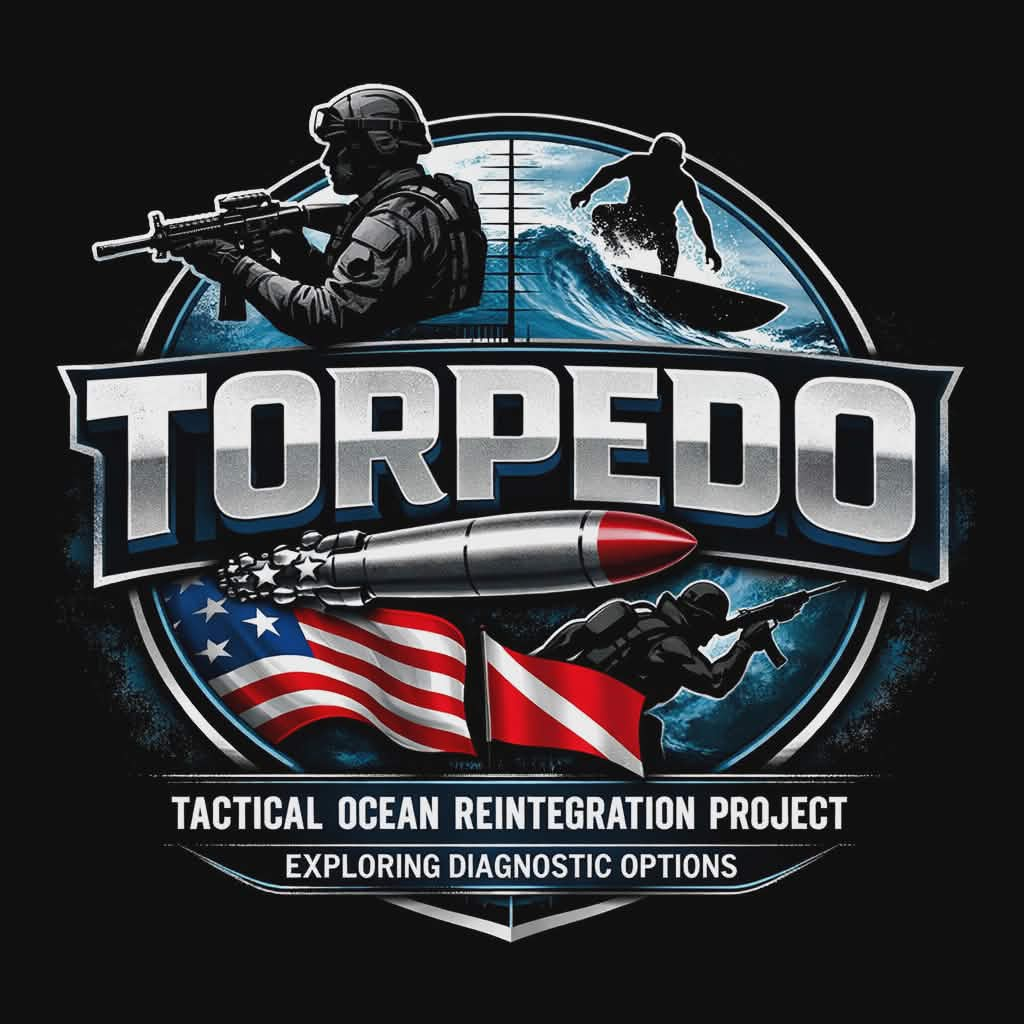 TORPEDO
TACTICAL OCEAN REINTEGRATION PROJECT
EXPLORING DIAGNOSTIC OPTIONS